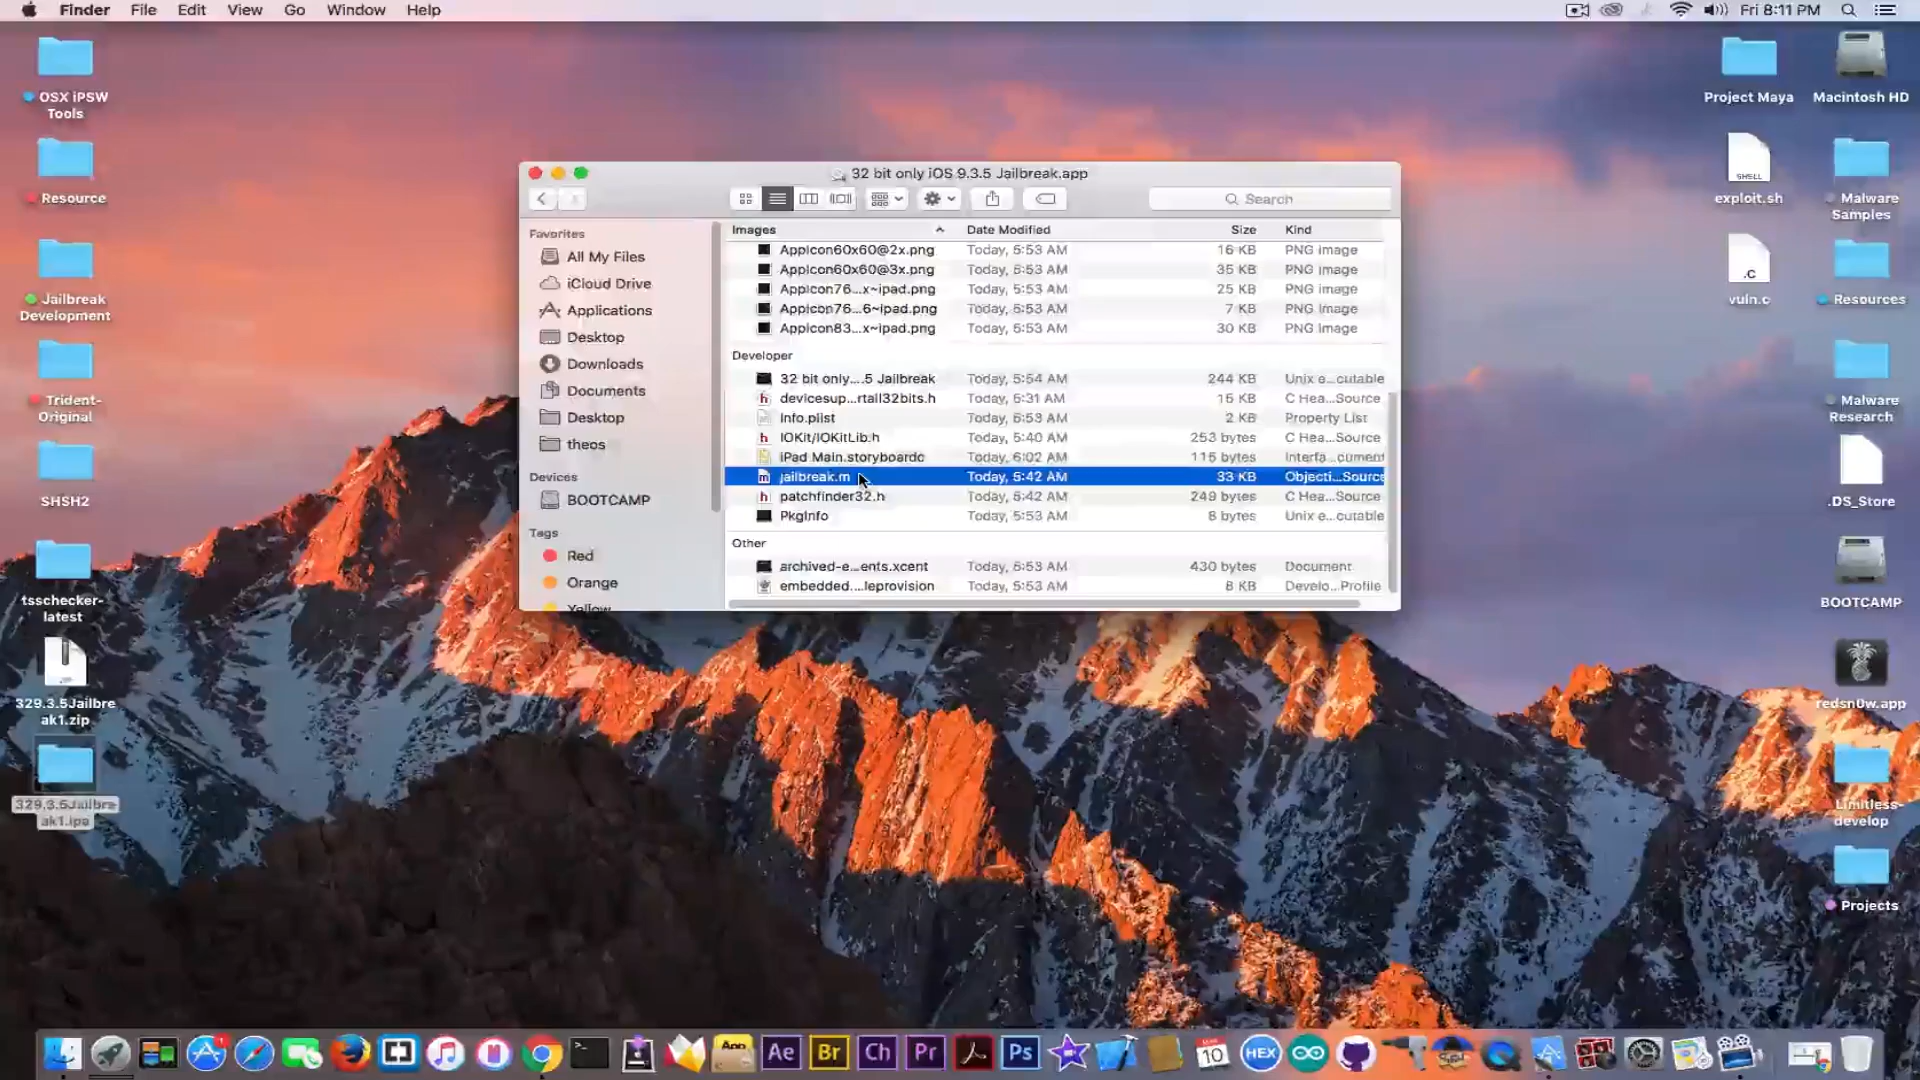 Finder File Edit View Go Window Help
Fri 8:11 PM
OSX iPSW
Tools
Resource
Jailbreak
Development
Trident-
Original
SHSH2
tsschecker-
latest
329.3.5Jailbre
ak1.zip
329.3.5Jailbre
ak1.ipa
32 bit only iOS 9.3.5 Jailbreak.app
Search
Favorites
All My Files
iCloud Drive
Applications
Desktop
Downloads
Documents
Desktop
theos
Devices
BOOTCAMP
Tags
Red
Orange
Yellow
Images Date Modified Size Kind
AppIcon60x60@2x.png Today, 5:53 AM 16 KB PNG image
AppIcon60x60@3x.png Today, 5:53 AM 35 KB PNG image
AppIcon76...x~ipad.png Today, 5:53 AM 25 KB PNG image
AppIcon76...6~ipad.png Today, 5:53 AM 7 KB PNG image
AppIcon83...x~ipad.png Today, 5:53 AM 30 KB PNG image
Developer
32 bit only....5 Jailbreak Today, 5:54 AM 244 KB Unix e...cutable
devicesup...rtall32bits.h Today, 5:31 AM 15 KB C Hea...Source
Info.plist Today, 5:53 AM 2 KB Property List
IOKit/IOKitLib.h Today, 5:40 AM 253 bytes C Hea...Source
iPad Main.storyboardc Today, 6:02 AM 115 bytes Interfa...cument
jailbreak.m Today, 5:42 AM 33 KB Objecti...Source
patchfinder32.h Today, 5:42 AM 249 bytes C Hea...Source
PkgInfo Today, 5:53 AM 8 bytes Unix e...cutable
Other
archived-e...ents.xcent Today, 5:53 AM 430 bytes Document
embedded....leprovision Today, 5:53 AM 8 KB Develo...Profile
Project Maya
Macintosh HD
SHELL
exploit.sh
Malware
Samples
.C
vuln.c
Resources
Malware
Research
.DS_Store
BOOTCAMP
redsn0w.app
Limitless-
develop
Projects
App
Ae
Br
Ch
Pr
Ps
10
HEX